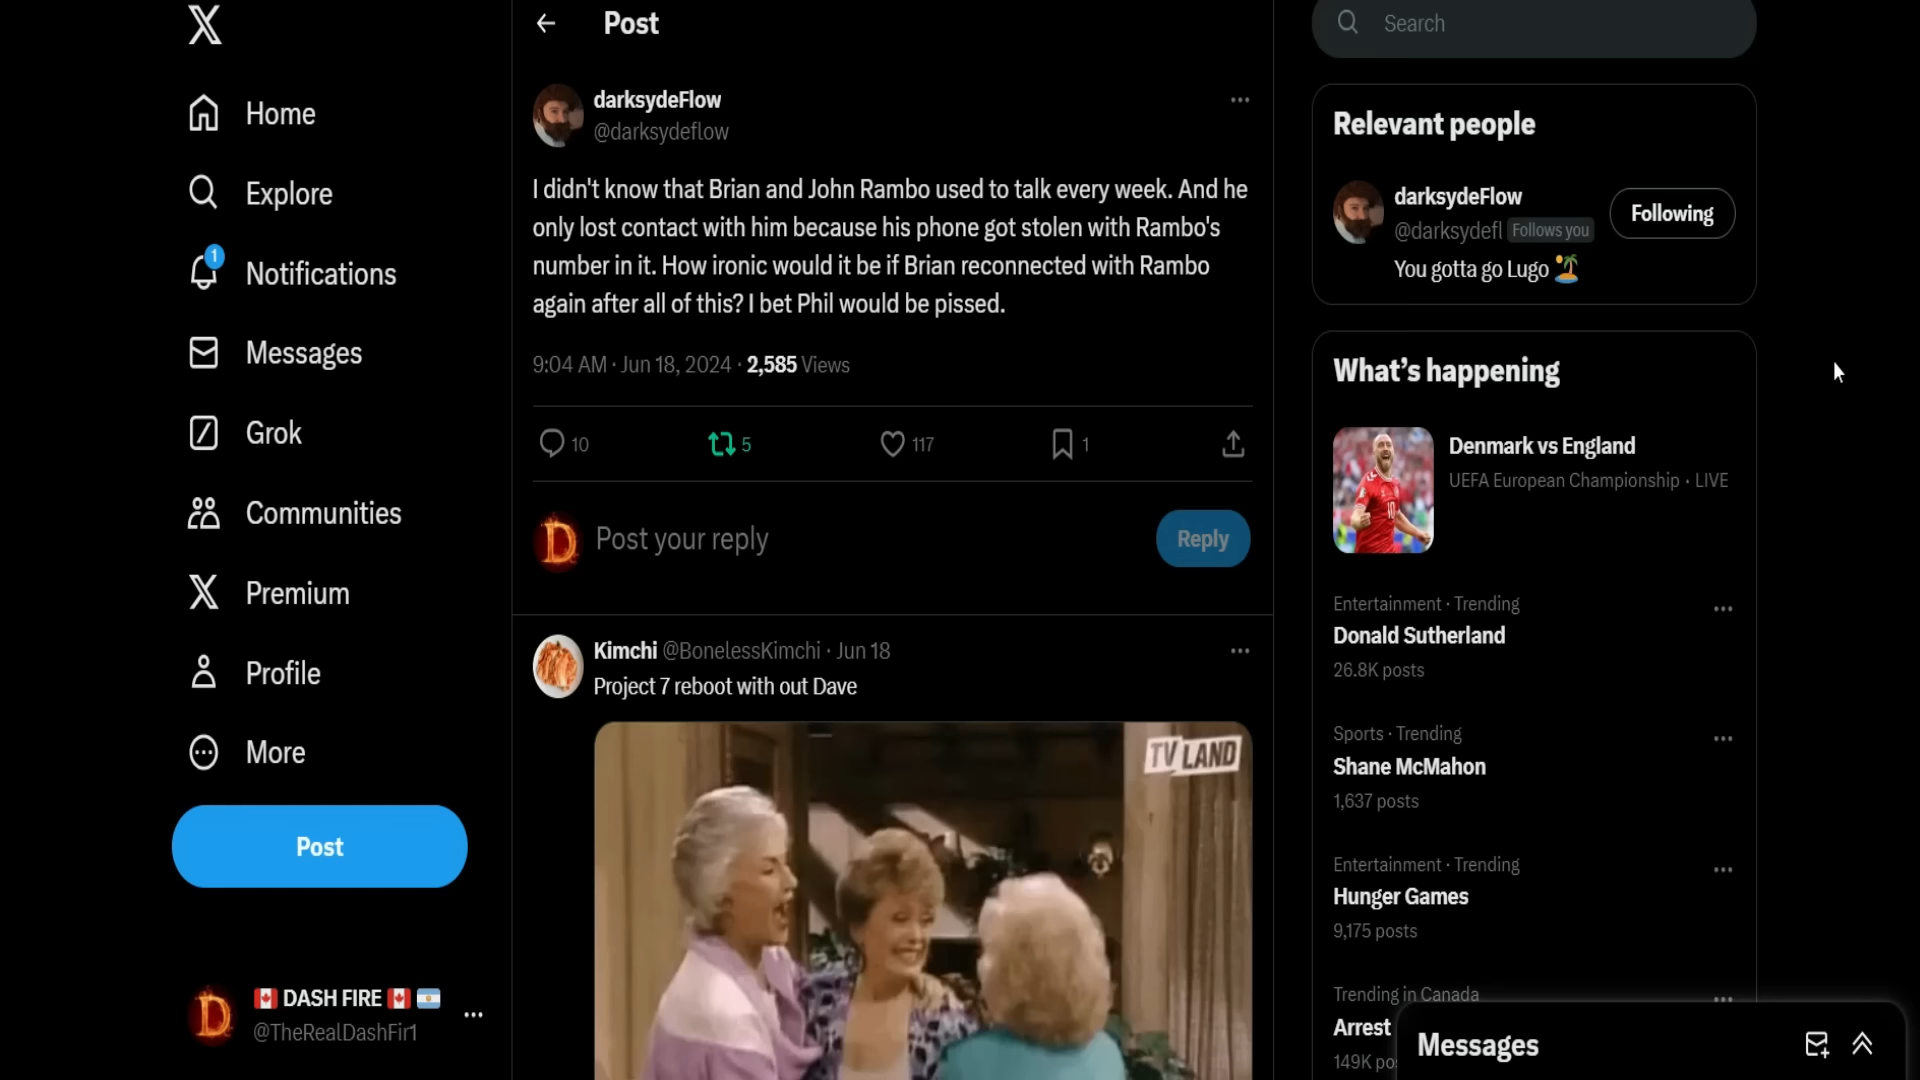 X
Home
Explore
1
Notifications
Messages
Grok
Communities
Premium
Profile
More
Post
DASH FIRE
@TheRealDashFir1
Post
darksydeFlow
@darksydeflow
I didn't know that Brian and John Rambo used to talk every week. And he
only lost contact with him because his phone got stolen with Rambo's
number in it. How ironic would it be if Brian reconnected with Rambo
again after all of this? I bet Phil would be pissed.
9:04 AM · Jun 18, 2024 · 2,585 Views
10
5
117
1
D
Post your reply
Reply
Kimchi @BonelessKimchi · Jun 18
Project 7 reboot with out Dave
TV LAND
Search
Relevant people
darksydeFlow
@darksydefl Follows you
Following
You gotta go Lugo
What's happening
Denmark vs England
UEFA European Championship · LIVE
Entertainment · Trending
Donald Sutherland
26.8K posts
Sports · Trending
Shane McMahon
1,637 posts
Entertainment · Trending
Hunger Games
9,175 posts
Trending in Canada
Arrest
149K po
Messages